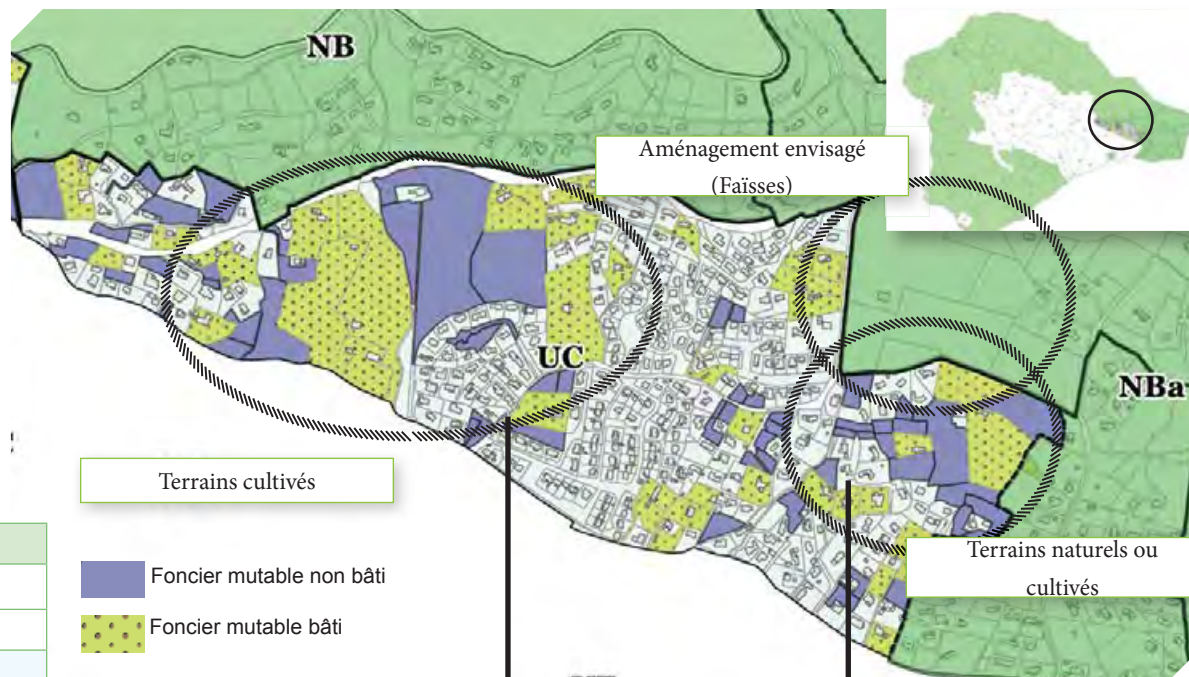 NB
Aménagement envisagé
(Faïsses)
UC
NBa
Terrains cultivés
Terrains naturels ou
cultivés
Foncier mutable non bâti
Foncier mutable bâti